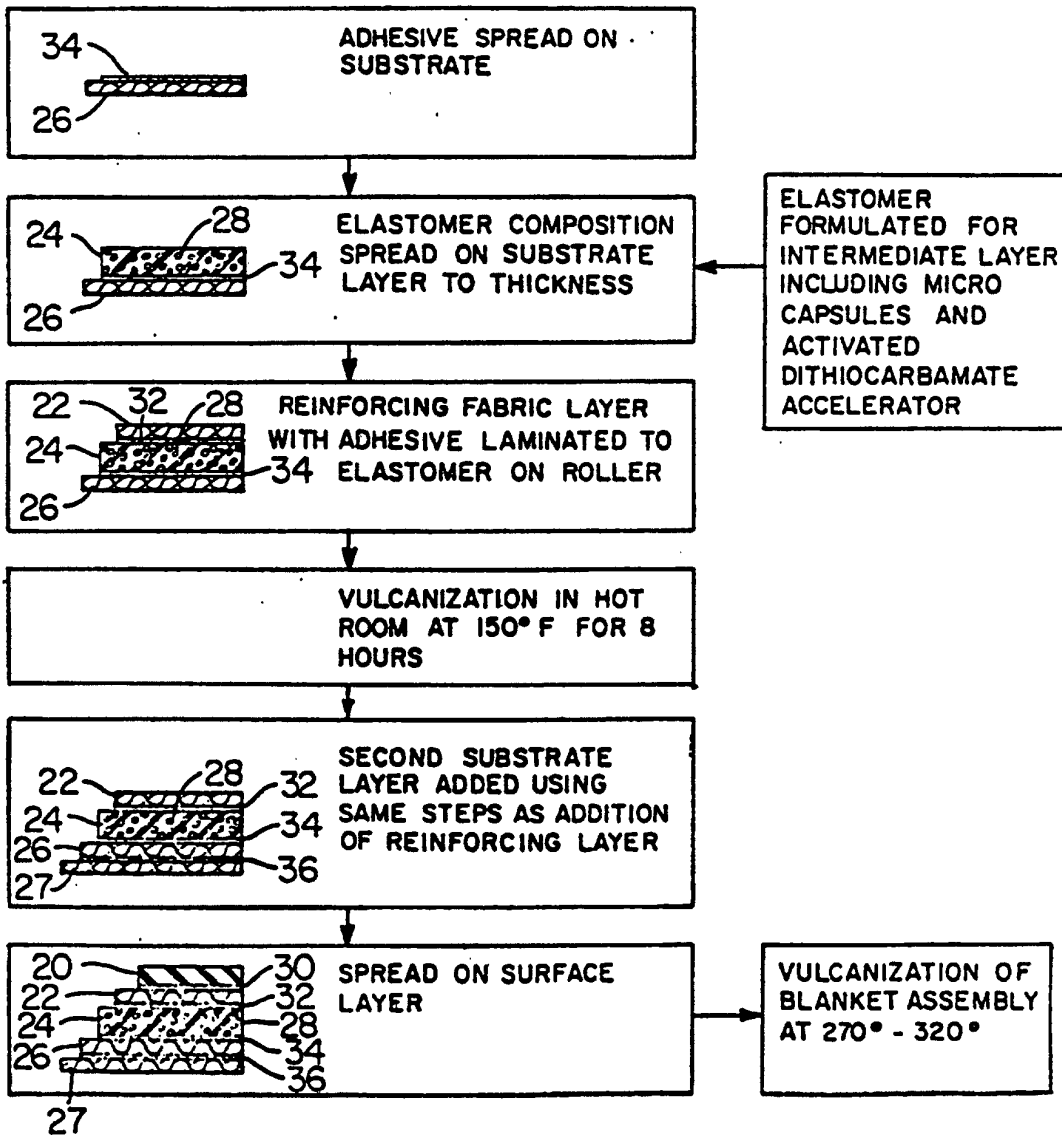 34
26
ADHESIVE SPREAD ON
SUBSTRATE
24
28
34
26
ELASTOMER COMPOSITION
SPREAD ON SUBSTRATE
LAYER TO THICKNESS
ELASTOMER
FORMULATED FOR
INTERMEDIATE LAYER
INCLUDING MICRO
CAPSULES AND
ACTIVATED
DITHIOCARBAMATE
ACCELERATOR
22
32
28
24
34
26
REINFORCING FABRIC LAYER
WITH ADHESIVE LAMINATED TO
ELASTOMER ON ROLLER
VULCANIZATION IN HOT
ROOM AT 150° F FOR 8
HOURS
22
28
32
24
34
26
36
27
SECOND SUBSTRATE
LAYER ADDED USING
SAME STEPS AS ADDITION
OF REINFORCING LAYER
20
30
22
32
24
28
26
34
36
27
SPREAD ON SURFACE
LAYER
VULCANIZATION OF
BLANKET ASSEMBLY
AT 270° - 320°